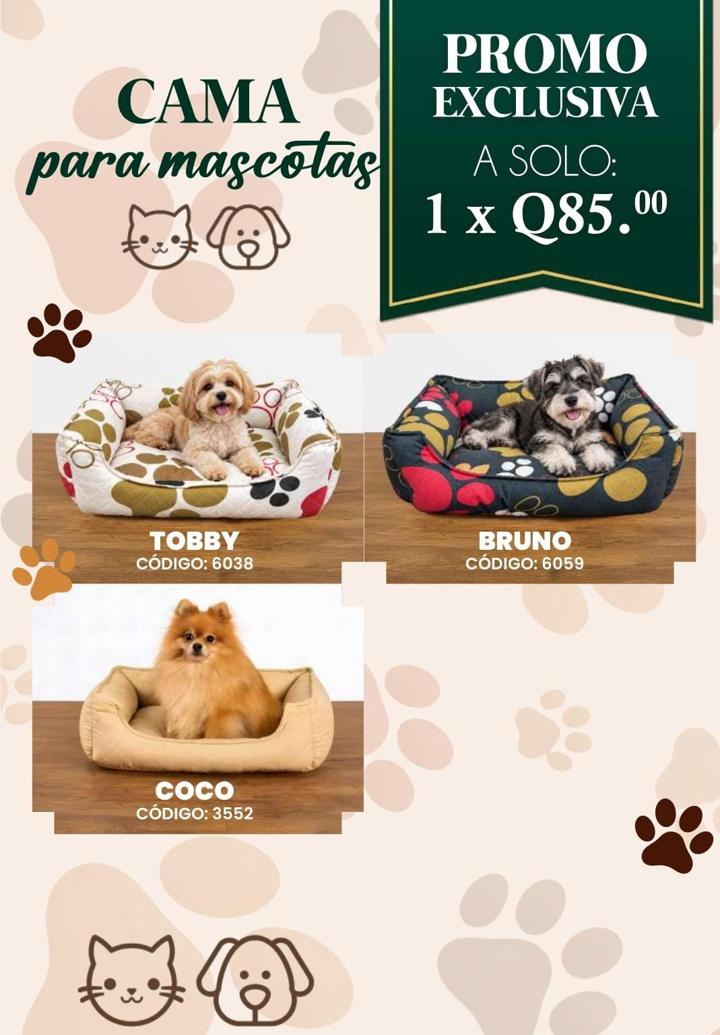 CAMA
para mascotas
PROMO
EXCLUSIVA
A SOLO:
1 x Q85.00
TOBBY
CÓDIGO: 6038
BRUNO
CÓDIGO: 6059
COCO
CÓDIGO: 3552